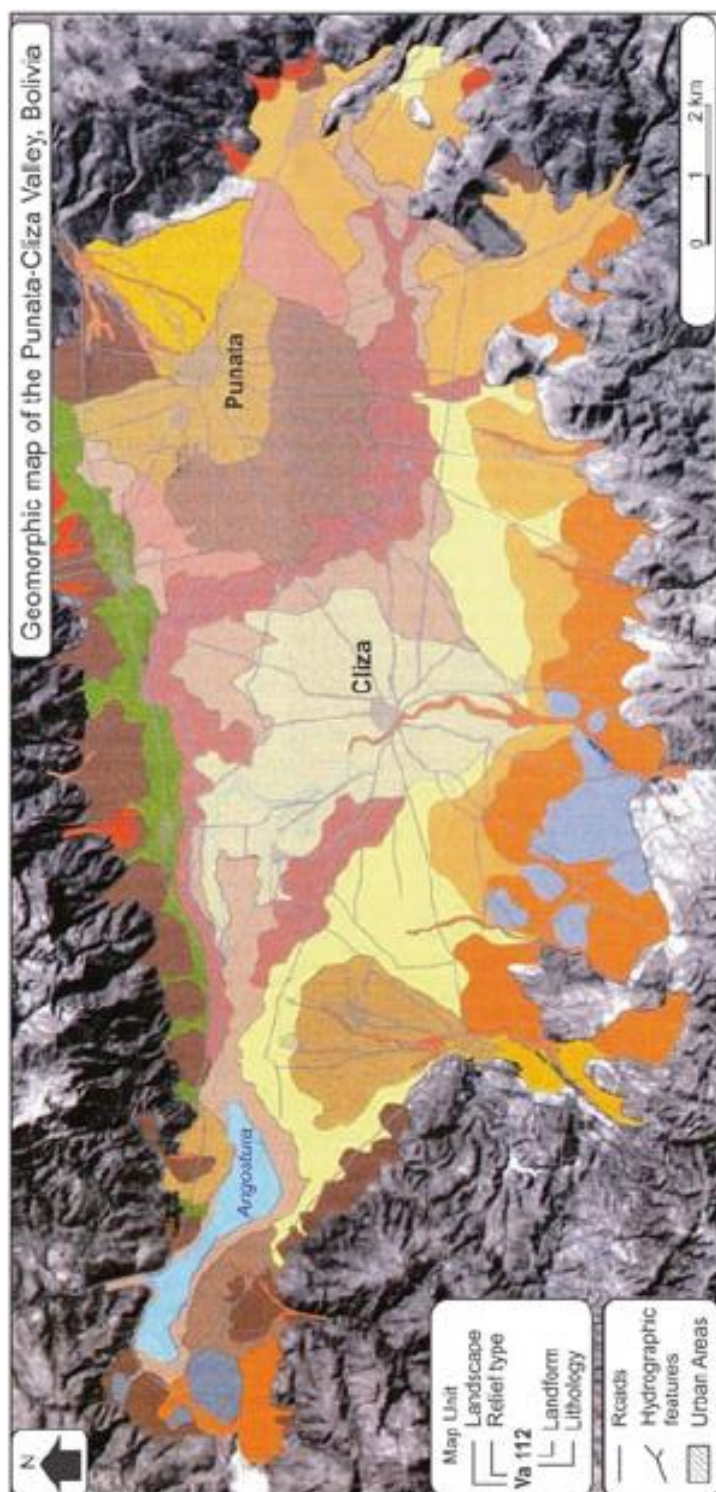 Geomorphic map of the Punata-Cliza Valley, Bolivia
N
Punata
Cliza
Angostura
Map Unit
Landscape
Relief type
Va 112
Landform
Lithology
Roads
Hydrographic
features
Urban Areas
0 1 2 km